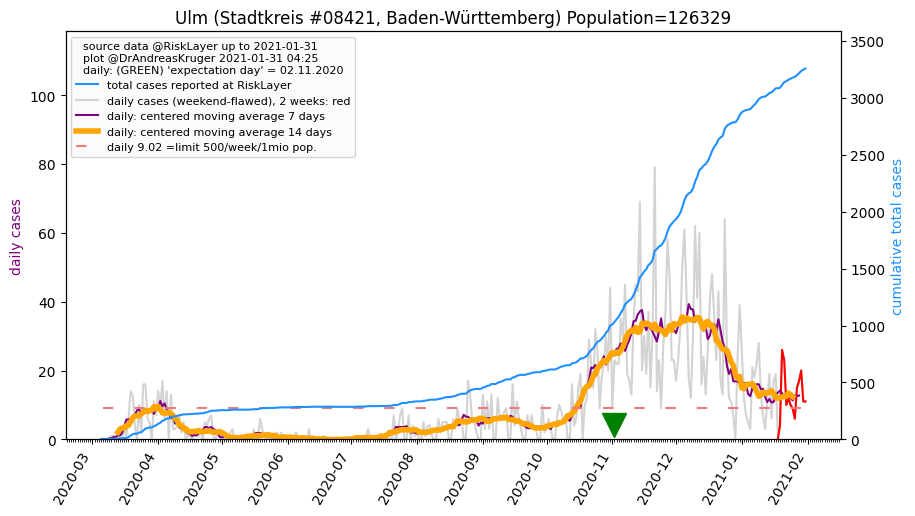 Ulm (Stadtkreis #08421, Baden-Württemberg) Population=126329
source data @RiskLayer up to 2021-01-31
plot @DrAndreasKruger 2021-01-31 04:25
daily: (GREEN) 'expectation day' = 02.11.2020
total cases reported at RiskLayer
daily cases (weekend-flawed), 2 weeks: red
daily: centered moving average 7 days
daily: centered moving average 14 days
daily 9.02 =limit 500/week/1mio pop.
daily cases
0
20
40
60
80
100
cumulative total cases
0
500
1000
1500
2000
2500
3000
3500
2020-03
2020-04
2020-05
2020-06
2020-07
2020-08
2020-09
2020-10
2020-11
2020-12
2021-01
2021-02